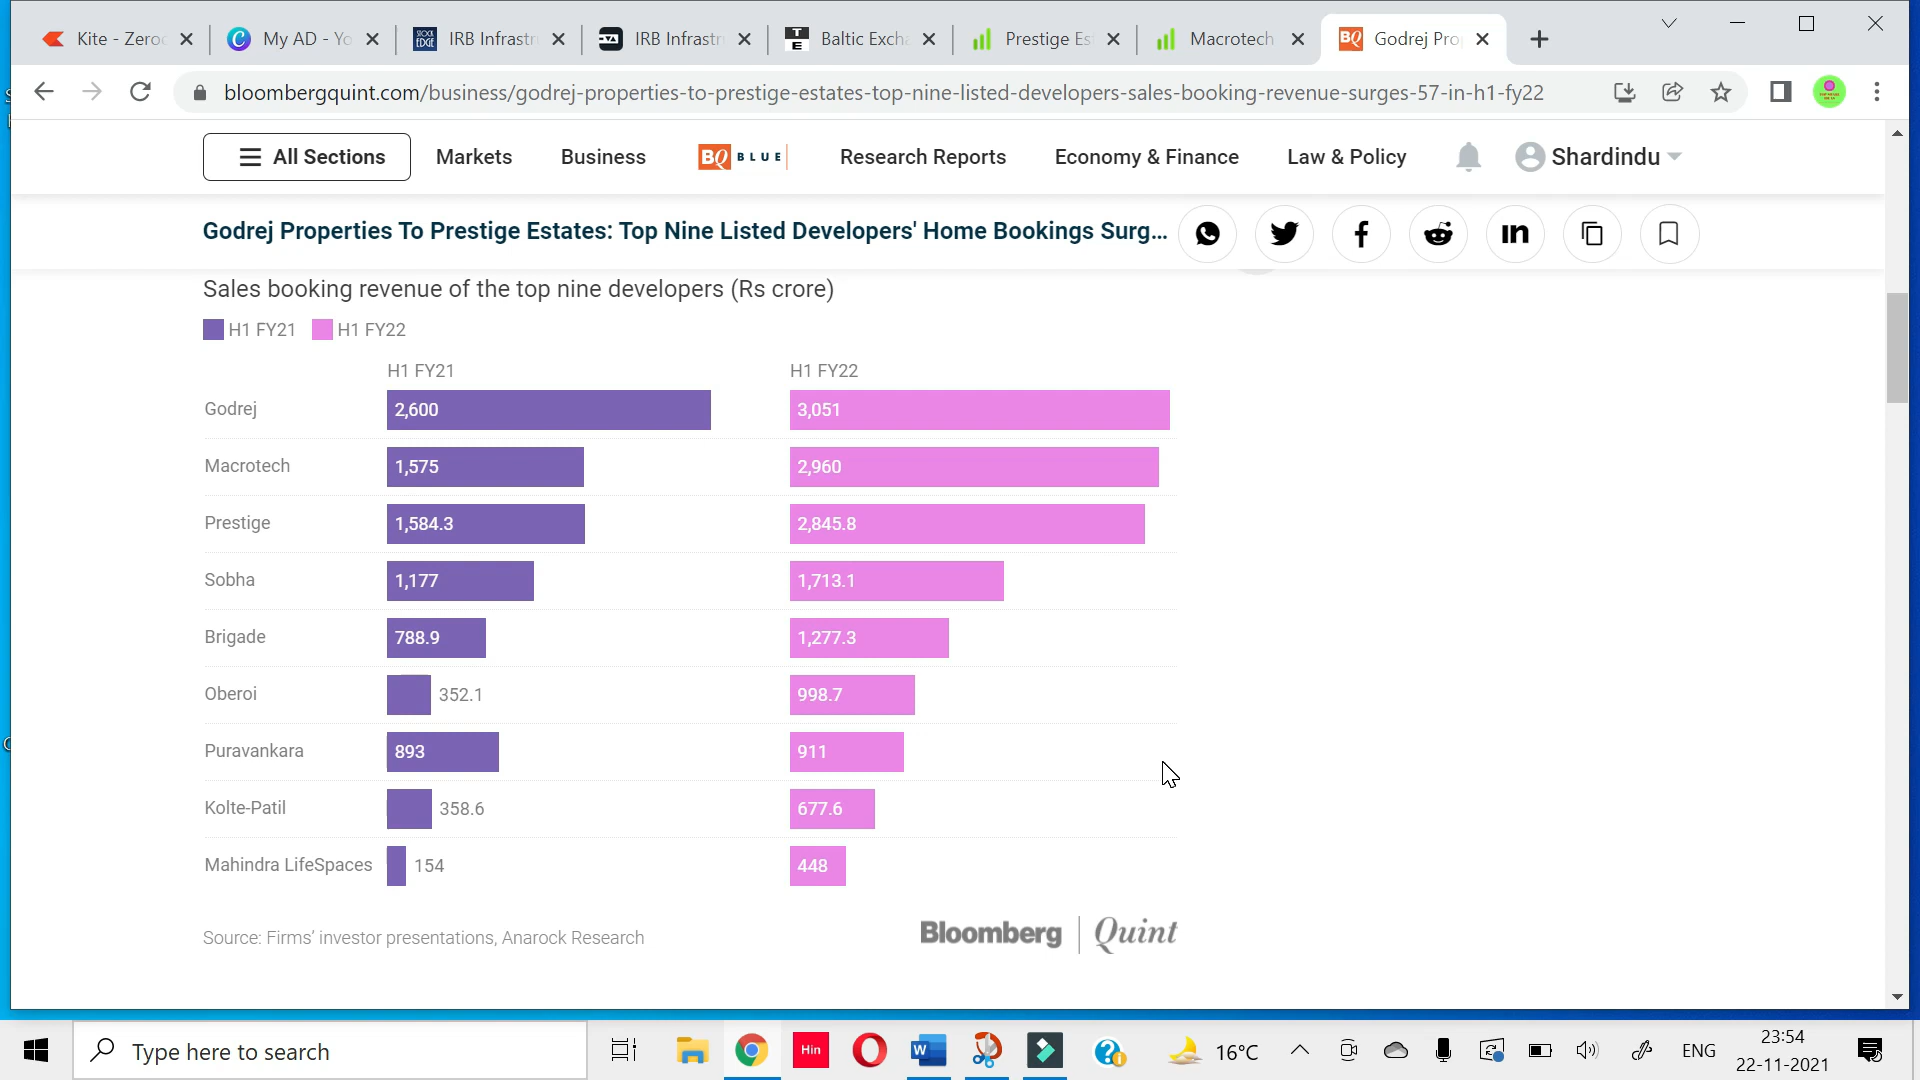 Kite - Zero
My AD - Yo
STOCK EDGE
IRB Infrastr
IRB Infrastr
T E
Baltic Exch
Prestige Es
Macrotech
BQ
Godrej Pro
bloombergquint.com/business/godrej-properties-to-prestige-estates-top-nine-listed-developers-sales-booking-revenue-surges-57-in-h1-fy22
All Sections Markets Business BQ BLUE Research Reports Economy & Finance Law & Policy Shardindu
Godrej Properties To Prestige Estates: Top Nine Listed Developers' Home Bookings Surg...
Sales booking revenue of the top nine developers (Rs crore)
H1 FY21 H1 FY22
H1 FY21 H1 FY22
Godrej 2,600 3,051
Macrotech 1,575 2,960
Prestige 1,584.3 2,845.8
Sobha 1,177 1,713.1
Brigade 788.9 1,277.3
Oberoi 352.1 998.7
Puravankara 893 911
Kolte-Patil 358.6 677.6
Mahindra LifeSpaces 154 448
Source: Firms' investor presentations, Anarock Research
Bloomberg | Quint
Type here to search
Hin
16°C
ENG
23:54
22-11-2021